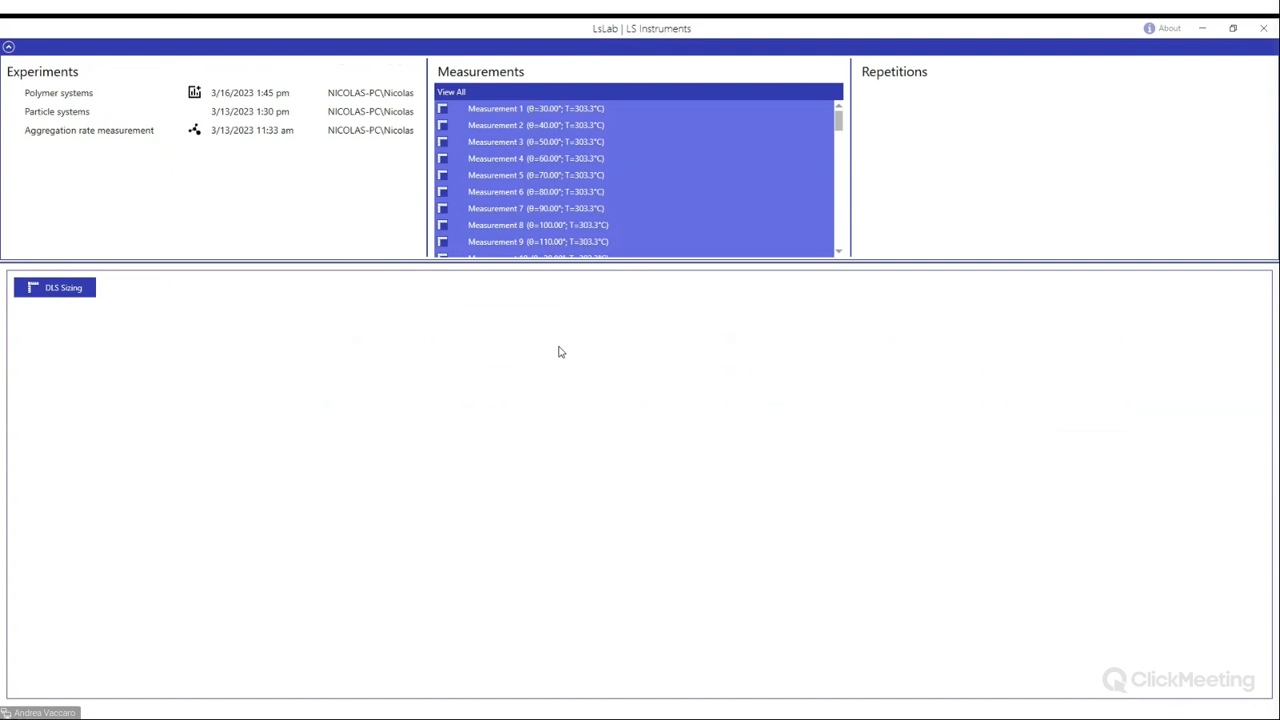 LsLab | LS Instruments
About
Experiments
Polymer systems 3/16/2023 1:45 pm NICOLAS-PC\Nicolas
Particle systems 3/13/2023 1:30 pm NICOLAS-PC\Nicolas
Aggregation rate measurement 3/13/2023 11:33 am NICOLAS-PC\Nicolas
Measurements
View All
Measurement 1 (θ=30.00°; T=303.3°C)
Measurement 2 (θ=40.00°; T=303.3°C)
Measurement 3 (θ=50.00°; T=303.3°C)
Measurement 4 (θ=60.00°; T=303.3°C)
Measurement 5 (θ=70.00°; T=303.3°C)
Measurement 6 (θ=80.00°; T=303.3°C)
Measurement 7 (θ=90.00°; T=303.3°C)
Measurement 8 (θ=100.00°; T=303.3°C)
Measurement 9 (θ=110.00°; T=303.3°C)
Repetitions
DLS Sizing
ClickMeeting
Andrea Vaccaro